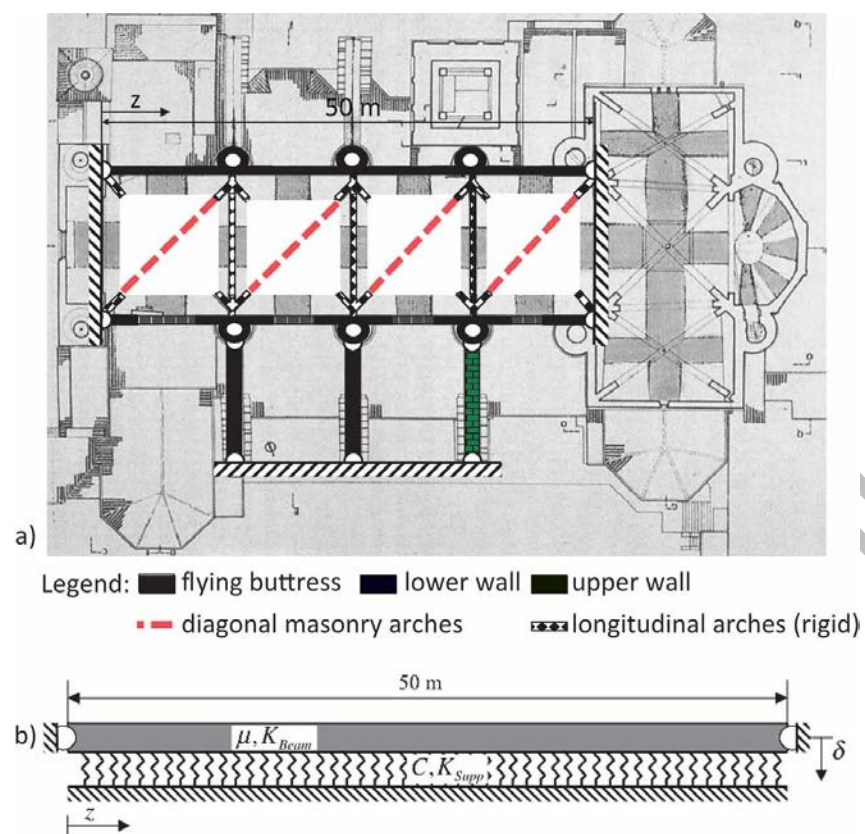 z
50 m
a)
Legend: flying buttress lower wall upper wall
diagonal masonry arches longitudinal arches (rigid)
50 m
b)
μ, K_Beam
δ
C, K_Supp
z